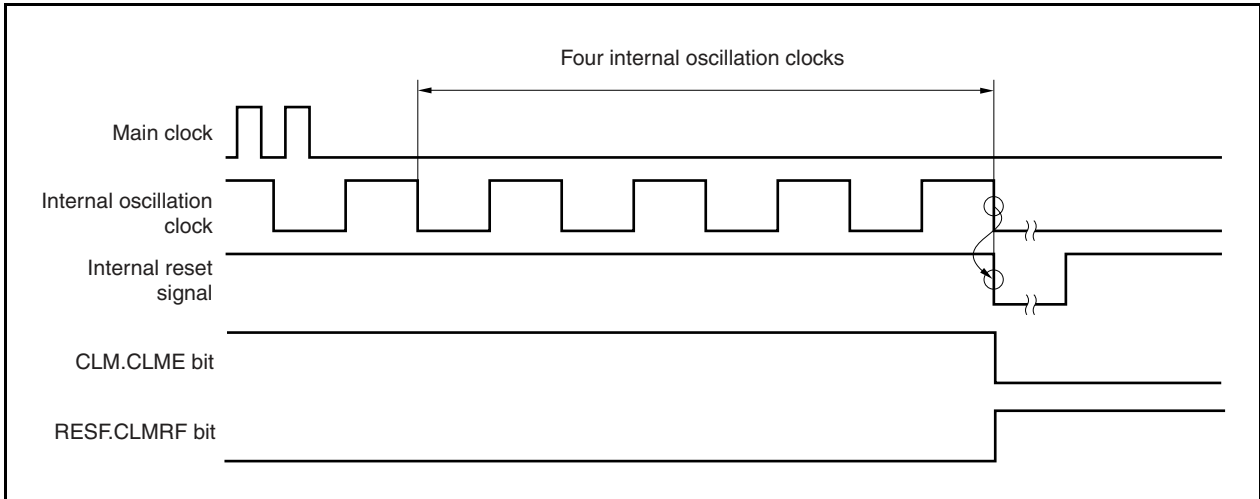 Four internal oscillation clocks
Main clock
Internal oscillation
clock
Internal reset
signal
CLM.CLME bit
RESF.CLMRF bit